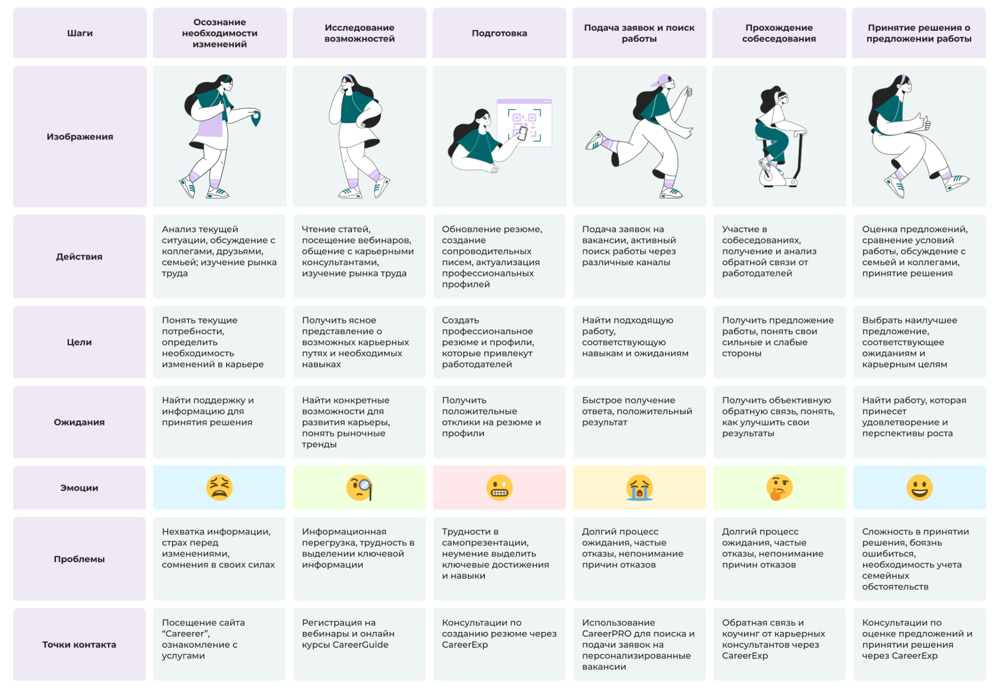 Шаги
Осознание
необходимости
изменений
Исследование
возможностей
Подготовка
Подача заявок и поиск
работы
Прохождение
собеседования
Принятие решения о
предложении работы
Изображения
Действия
Анализ текущей
ситуации, обсуждение с
коллегами, друзьями,
семьей; изучение рынка
труда
Чтение статей,
посещение вебинаров,
общение с карьерными
консультантами,
изучение рынка труда
Обновление резюме,
создание
сопроводительных
писем, актуализация
профессиональных
профилей
Подача заявок на
вакансии, активный
поиск работы через
различные каналы
Участие в
собеседованиях,
получение и анализ
обратной связи от
работодателей
Оценка предложений,
сравнение условий
работы, обсуждение с
семьей и коллегами,
принятие решения
Цели
Понять текущие
потребности,
определить
необходимость
изменений в карьере
Получить ясное
представление о
возможных карьерных
путях и необходимых
навыках
Создать
профессиональное
резюме и профили,
которые привлекут
работодателей
Найти подходящую
работу,
соответствующую
навыкам и ожиданиям
Получить предложение
работы, понять свои
сильные и слабые
стороны
Выбрать наилучшее
предложение,
соответствующее
ожиданиям и
карьерным целям
Ожидания
Найти поддержку и
информацию для
принятия решения
Найти конкретные
возможности для
развития карьеры,
понять рыночные
тренды
Получить
положительные
отклики на резюме и
профили
Быстрое получение
ответа, положительный
результат
Получить объективную
обратную связь, понять,
как улучшить свои
результаты
Найти работу, которая
принесет
удовлетворение и
перспективы роста
Эмоции
Проблемы
Нехватка информации,
страх перед
изменениями,
сомнения в своих силах
Информационная
перегрузка, трудность в
выделении ключевой
информации
Трудности в
самопрезентации,
неумение выделить
ключевые достижения
и навыки
Долгий процесс
ожидания, частые
отказы, непонимание
причин отказов
Долгий процесс
ожидания, частые
отказы, непонимание
причин отказов
Сложность в принятии
решения, боязнь
ошибиться,
необходимость учета
семейных
обстоятельств
Точки контакта
Посещение сайта
“Careerer”,
ознакомление с
услугами
Регистрация на
вебинары и онлайн
курсы CareerGuide
Консультации по
созданию резюме через
CareerExp
Использование
CareerPRO для поиска и
подачи заявок на
персонализированные
вакансии
Обратная связь и
коучинг от карьерных
консультантов через
CareerExp
Консультации по
оценке предложений и
принятии решения
через CareerExp